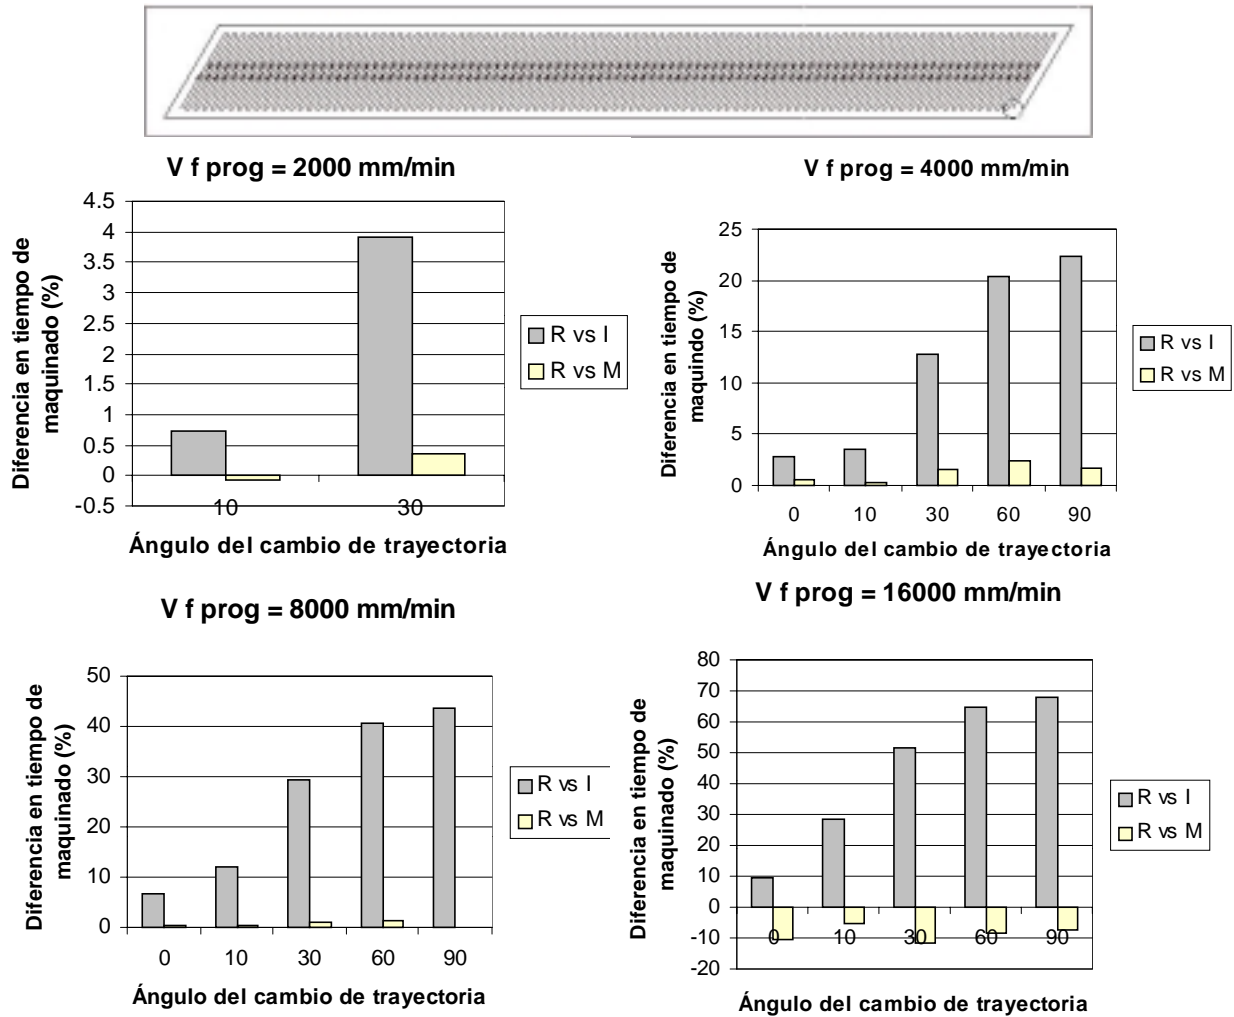 V f prog = 2000 mm/min
Diferencia en tiempo de
maquinado (%)
4.5
4
3.5
3
2.5
2
1.5
1
0.5
0
-0.5
10
30
Ángulo del cambio de trayectoria
R vs I
R vs M
V f prog = 4000 mm/min
Diferencia en tiempo de
maquindo (%)
25
20
15
10
5
0
0
10
30
60
90
Ángulo del cambio de trayectoria
R vs I
R vs M
V f prog = 8000 mm/min
Diferencia en tiempo de
maquinado (%)
50
40
30
20
10
0
0
10
30
60
90
Ángulo del cambio de trayectoria
R vs I
R vs M
V f prog = 16000 mm/min
Diferencia en tiempo de
maquinado (%)
80
70
60
50
40
30
20
10
0
-10
-20
0
10
30
60
90
Ángulo del cambio de trayectoria
R vs I
R vs M